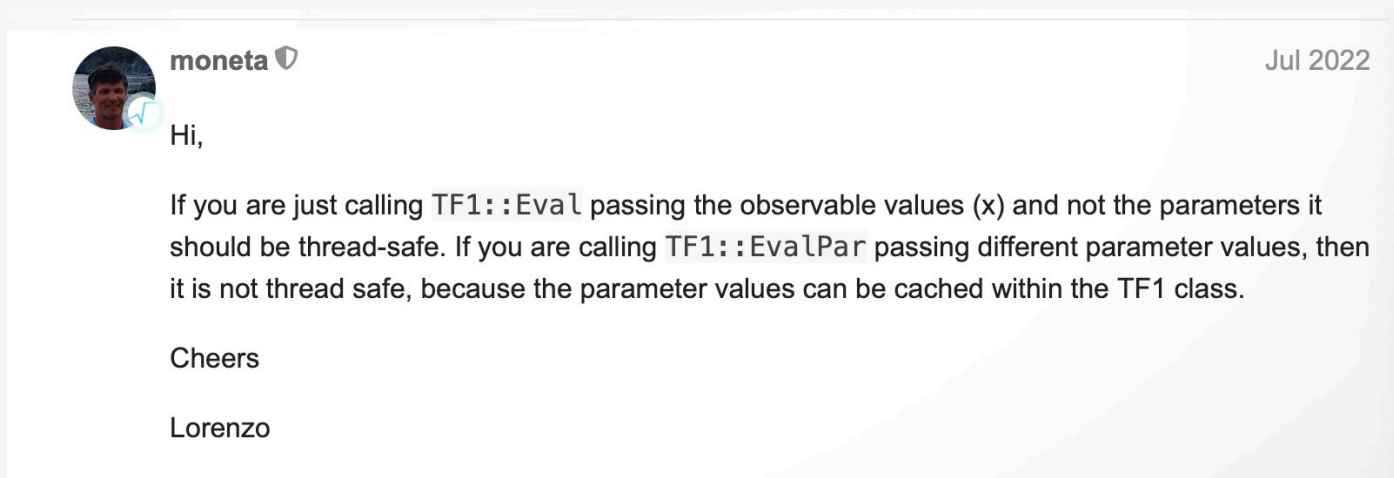 moneta
Jul 2022
Hi,
If you are just calling TF1::Eval passing the observable values (x) and not the parameters it
should be thread-safe. If you are calling TF1::EvalPar passing different parameter values, then
it is not thread safe, because the parameter values can be cached within the TF1 class.
Cheers
Lorenzo